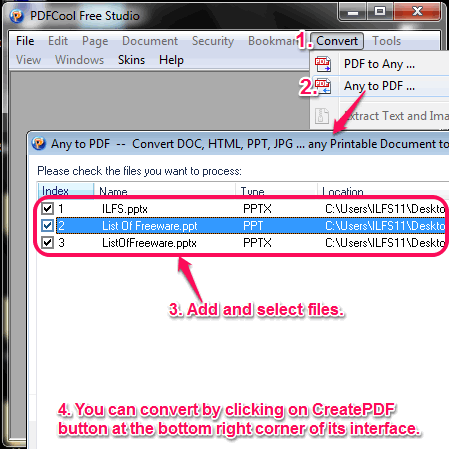 PDFCool Free Studio
File Edit Page Document Security Bookmark 1. Convert Tools
View Windows Skins Help
PDF to Any ...
2. Any to PDF ...
Extract Text and Ima
Any to PDF -- Convert DOC, HTML, PPT, JPG ... any Printable Document to
Please check the files you want to process:
Index Name Type Location
1 ILFS.pptx PPTX C:\Users\ILFS11\Deskto
2 List Of Freeware.ppt PPT C:\Users\ILFS11\Deskto
3 ListOfFreeware.pptx PPTX C:\Users\ILFS11\Deskto
3. Add and select files.
4. You can convert by clicking on CreatePDF
button at the bottom right corner of its interface.